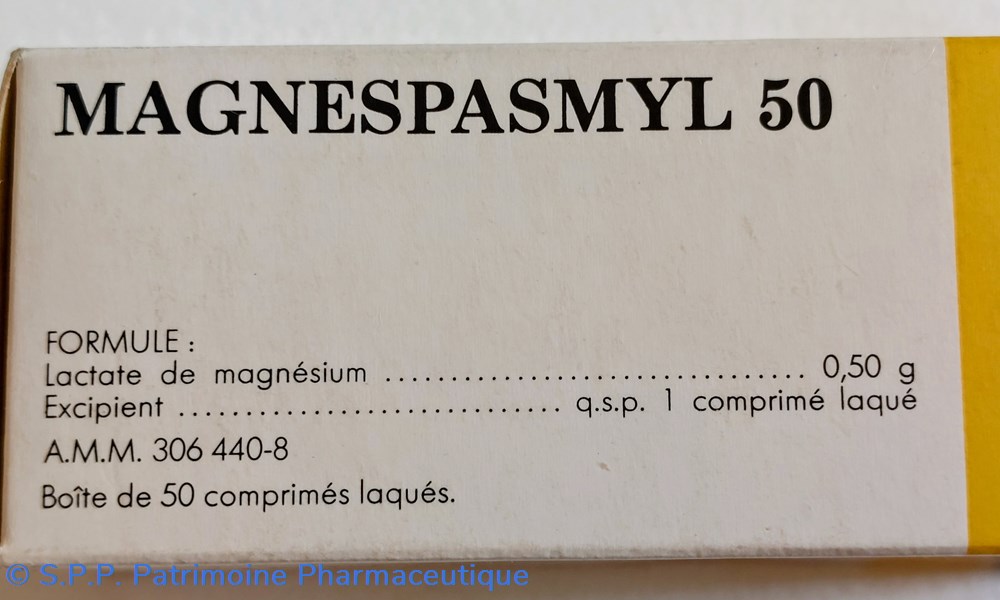 MAGNESPASMYL 50
FORMULE :
Lactate de magnésium ................................ 0,50 g
Excipient ............................. q.s.p. 1 comprimé laqué
A.M.M. 306 440-8
Boîte de 50 comprimés laqués.
© S.P.P. Patrimoine Pharmaceutique